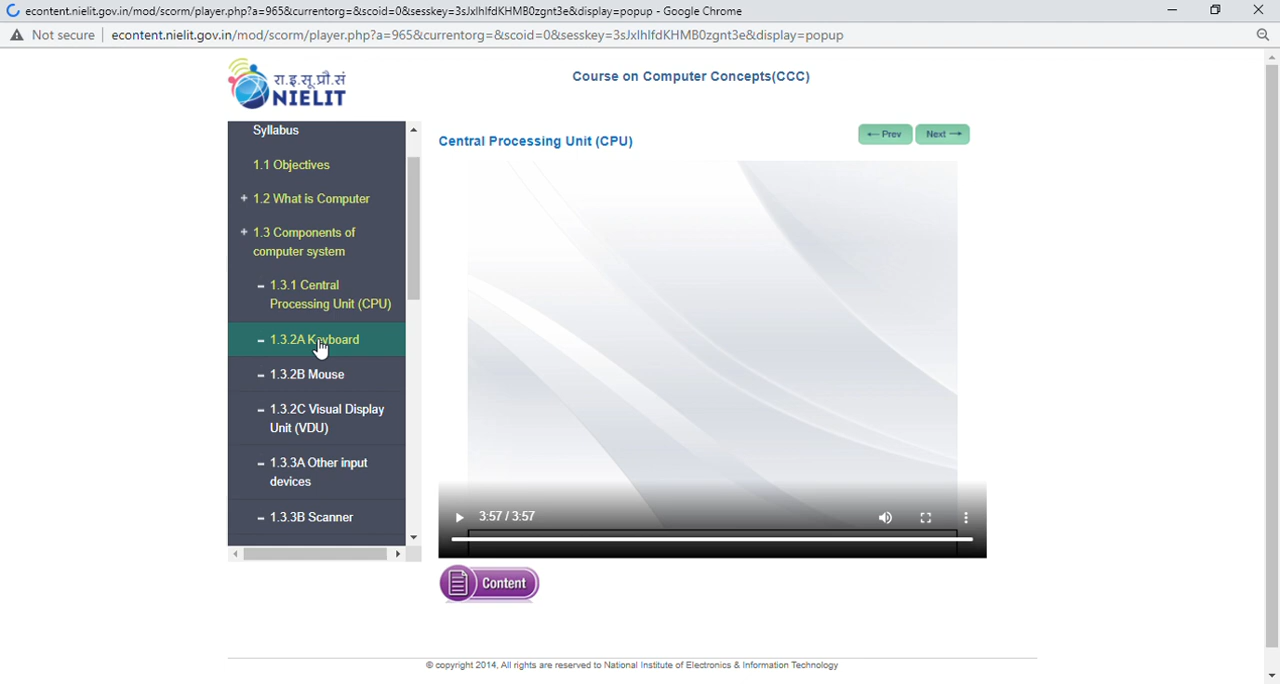 econtent.nielit.gov.in/mod/scorm/player.php?a=965&currentorg=&scoid=0&sesskey=3sJxlhlfdKHMB0zgnt3e&display=popup - Google Chrome
Not secure | econtent.nielit.gov.in/mod/scorm/player.php?a=965&currentorg=&scoid=0&sesskey=3sJxlhlfdKHMB0zgnt3e&display=popup
रा.इ.सू.प्रौ.सं
NIELIT
Course on Computer Concepts(CCC)
Syllabus
1.1 Objectives
+ 1.2 What is Computer
+ 1.3 Components of
computer system
- 1.3.1 Central
Processing Unit (CPU)
- 1.3.2A Keyboard
- 1.3.2B Mouse
- 1.3.2C Visual Display
Unit (VDU)
- 1.3.3A Other input
devices
- 1.3.3B Scanner
Central Processing Unit (CPU)
← Prev
Next →
3:57 / 3:57
Content
© copyright 2014, All rights are reserved to National Institute of Electronics & Information Technology